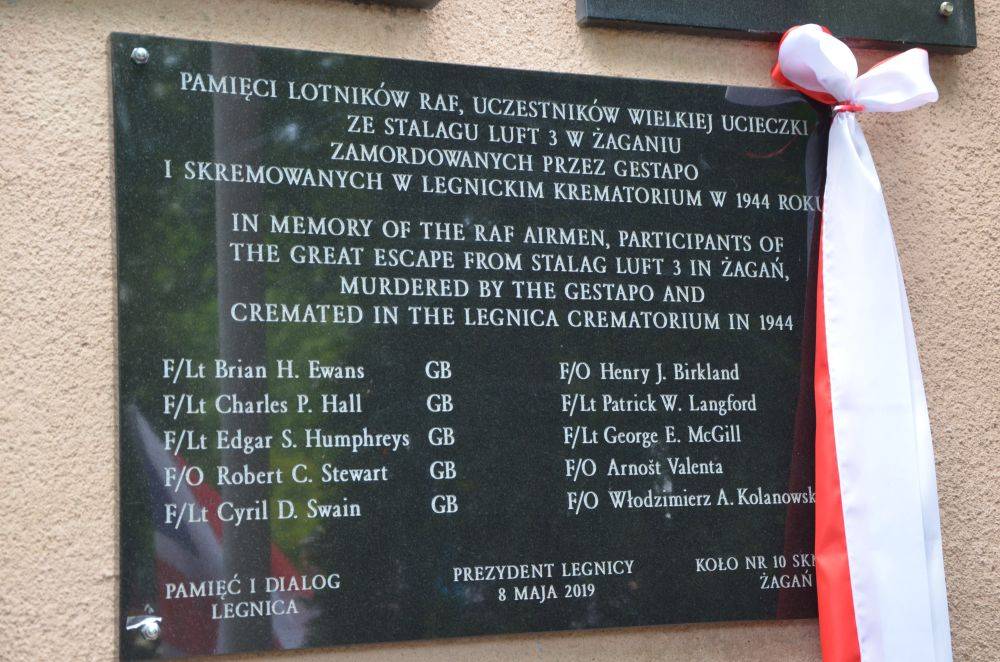 PAMIĘCI LOTNIKÓW RAF, UCZESTNIKÓW WIELKIEJ UCIECZKI
ZE STALAGU LUFT 3 W ŻAGANIU
ZAMORDOWANYCH PRZEZ GESTAPO
I SKREMOWANYCH W LEGNICKIM KREMATORIUM W 1944 ROKU
IN MEMORY OF THE RAF AIRMEN, PARTICIPANTS OF
THE GREAT ESCAPE FROM STALAG LUFT 3 IN ŻAGAŃ,
MURDERED BY THE GESTAPO AND
CREMATED IN THE LEGNICA CREMATORIUM IN 1944
F/Lt Brian H. Ewans GB F/O Henry J. Birkland
F/Lt Charles P. Hall GB F/Lt Patrick W. Langford
F/Lt Edgar S. Humphreys GB F/Lt George E. McGill
F/O Robert C. Stewart GB F/O Arnošt Valenta
F/Lt Cyril D. Swain GB F/O Włodzimierz A. Kolanowsk
PAMIĘĆ I DIALOG
LEGNICA
PREZYDENT LEGNICY
8 MAJA 2019
KOŁO NR 10
ŻAGAŃ